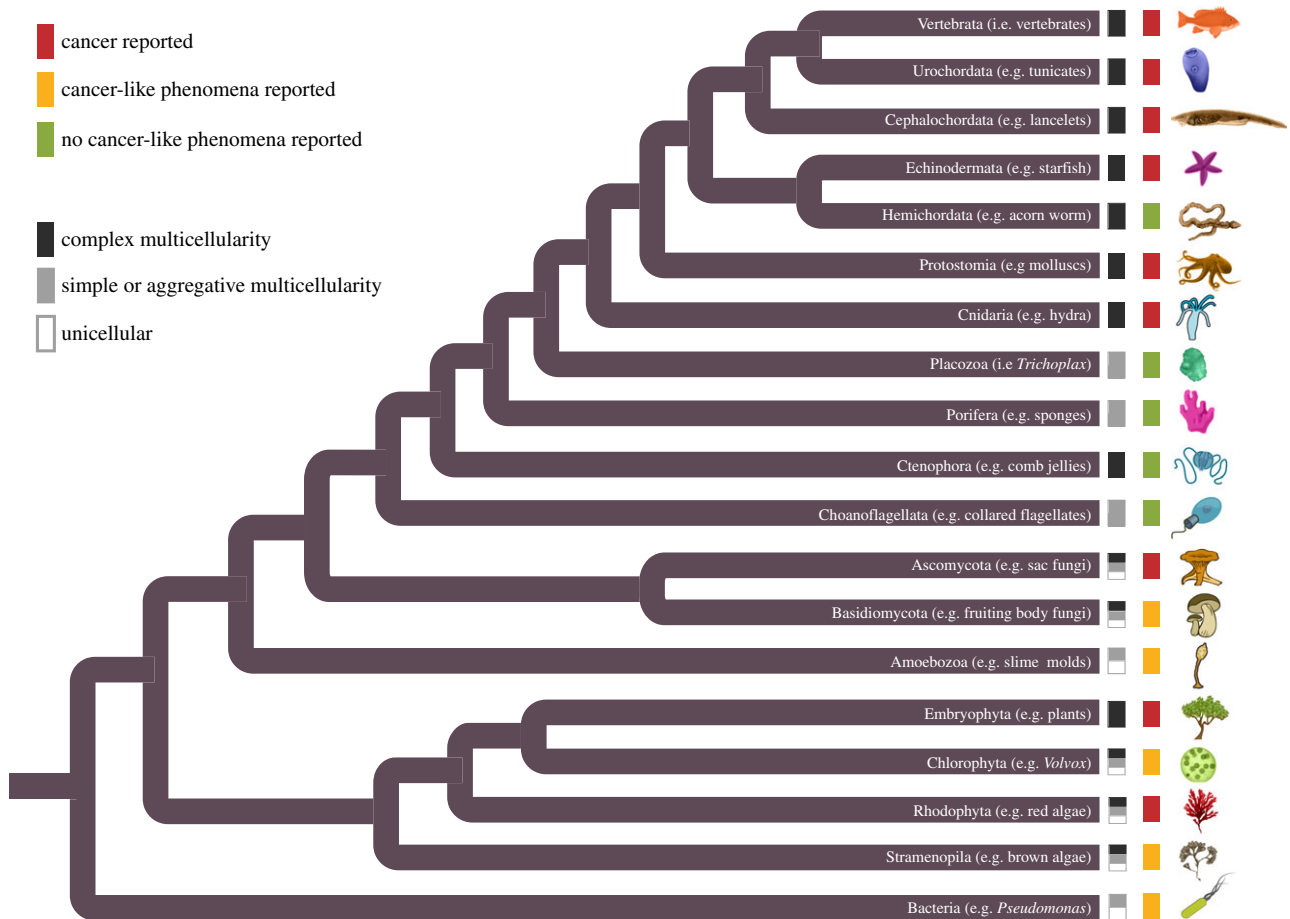 cancer reported
cancer-like phenomena reported
no cancer-like phenomena reported
complex multicellularity
simple or aggregative multicellularity
unicellular
Vertebrata (i.e. vertebrates)
Urochordata (e.g. tunicates)
Cephalochordata (e.g. lancelets)
Echinodermata (e.g. starfish)
Hemichordata (e.g. acorn worm)
Protostomia (e.g molluscs)
Cnidaria (e.g. hydra)
Placozoa (i.e Trichoplax)
Porifera (e.g. sponges)
Ctenophora (e.g. comb jellies)
Choanoflagellata (e.g. collared flagellates)
Ascomycota (e.g. sac fungi)
Basidiomycota (e.g. fruiting body fungi)
Amoebozoa (e.g. slime molds)
Embryophyta (e.g. plants)
Chlorophyta (e.g. Volvox)
Rhodophyta (e.g. red algae)
Stramenopila (e.g. brown algae)
Bacteria (e.g. Pseudomonas)